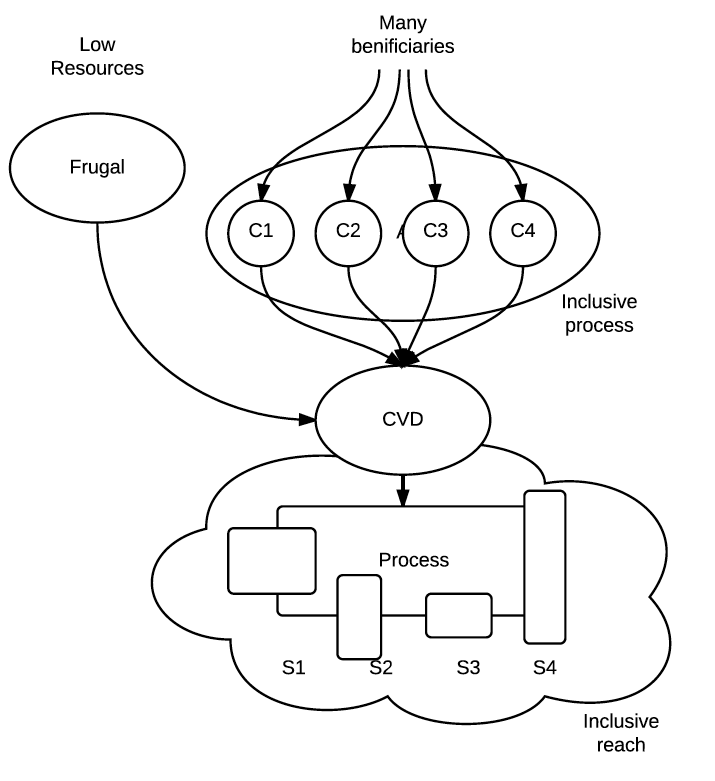 Many
benificiaries
Low
Resources
Frugal
C1
C2
C3
C4
Inclusive
process
CVD
Process
S1
S2
S3
S4
Inclusive
reach